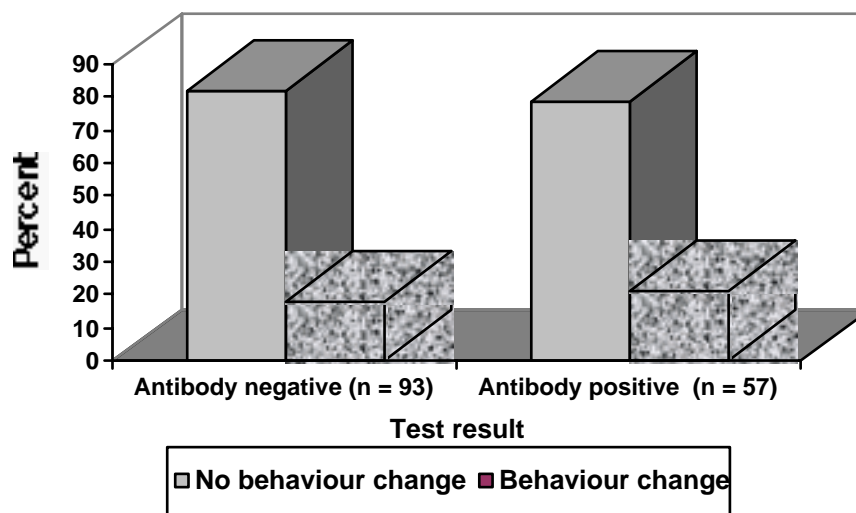 Percent
90
80
70
60
50
40
30
20
10
0
Antibody negative (n = 93) Antibody positive (n = 57)
Test result
No behaviour change Behaviour change